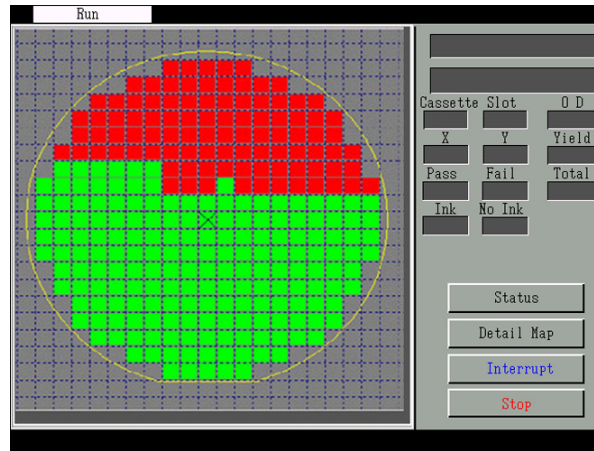 Run
Cassette Slot O D
X Y Yield
Pass Fail Total
Ink No Ink
Status
Detail Map
Interrupt
Stop